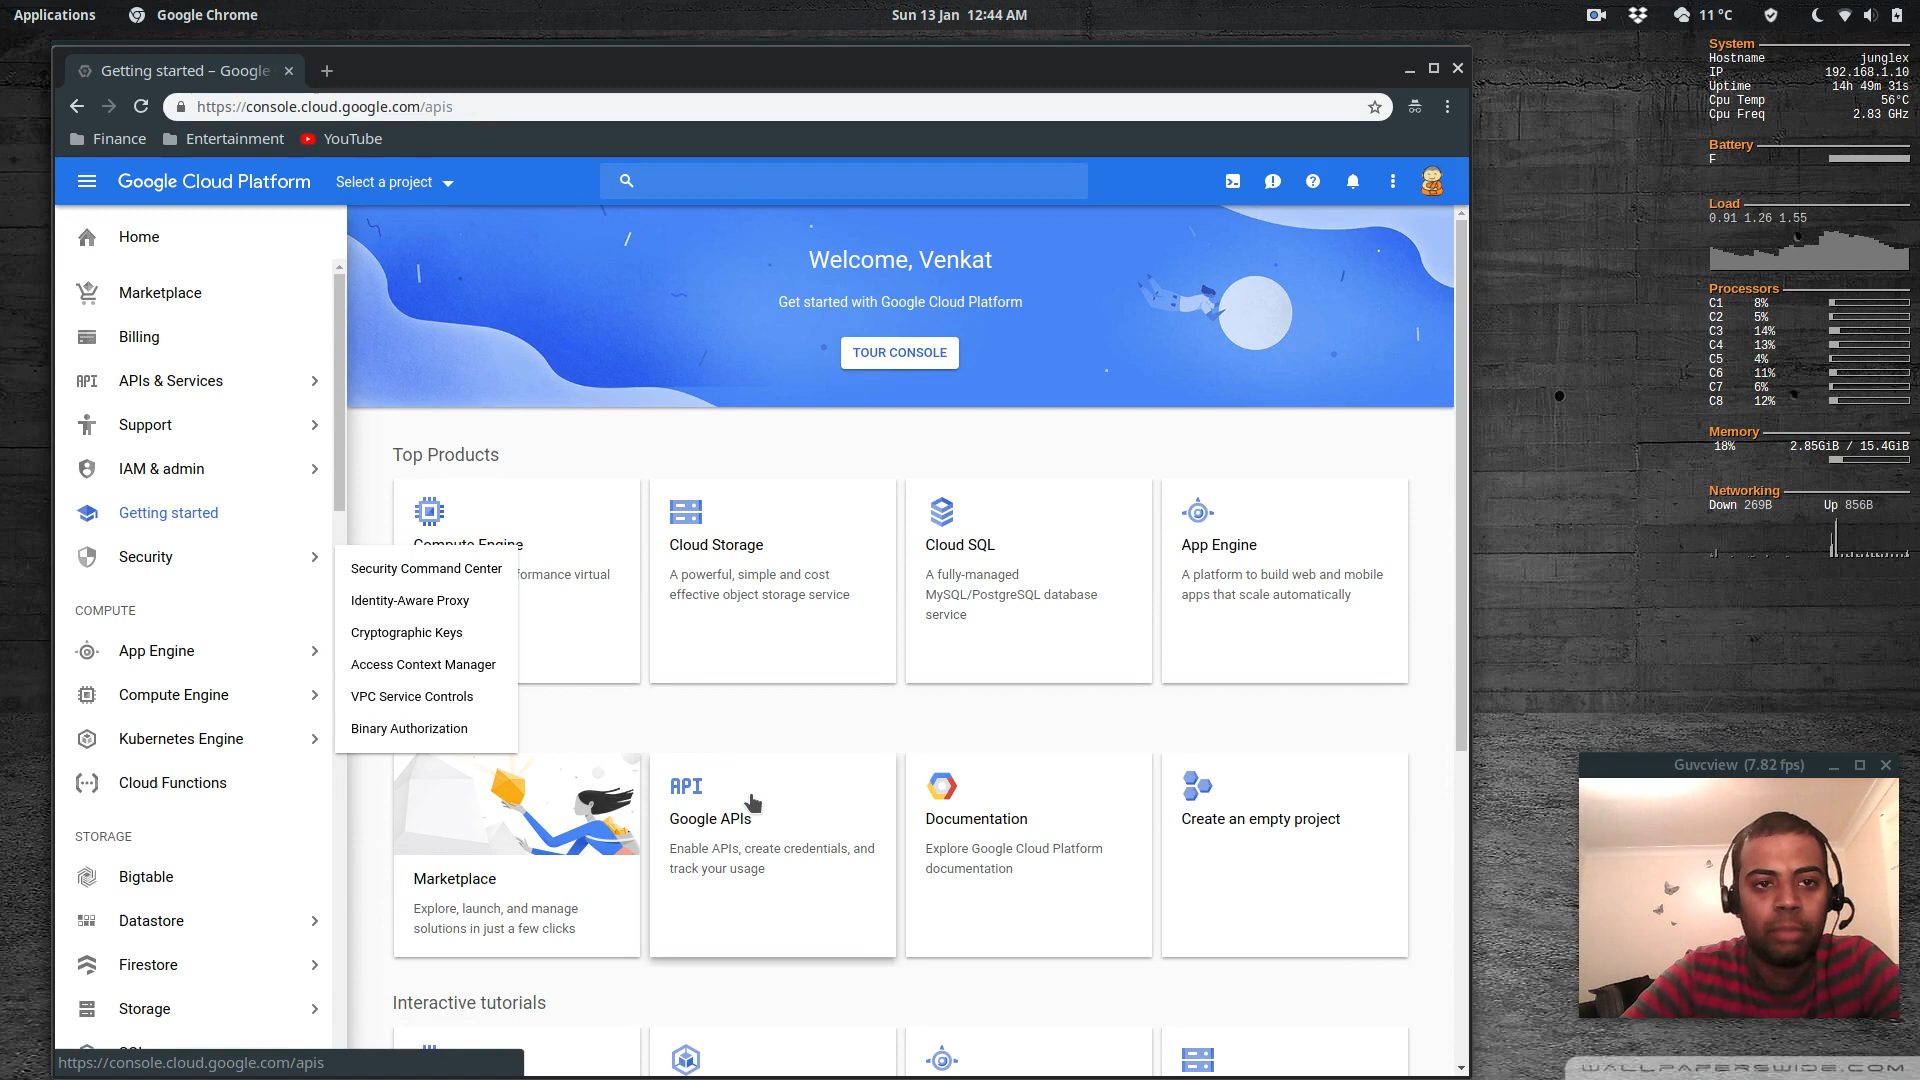 Applications
Google Chrome
Sun 13 Jan 12:44 AM
11 °C
Getting started – Google
https://console.cloud.google.com/apis
Finance
Entertainment
YouTube
Google Cloud Platform
Select a project
Home
Marketplace
Billing
API APIs & Services
Support
IAM & admin
Getting started
Security
COMPUTE
App Engine
Compute Engine
Kubernetes Engine
Cloud Functions
STORAGE
Bigtable
Datastore
Firestore
Storage
https://console.cloud.google.com/apis
Security Command Center
Identity-Aware Proxy
Cryptographic Keys
Access Context Manager
VPC Service Controls
Binary Authorization
Welcome, Venkat
Get started with Google Cloud Platform
TOUR CONSOLE
Top Products
Compute Engine
formance virtual
Cloud Storage
A powerful, simple and cost
effective object storage service
Cloud SQL
A fully-managed
MySQL/PostgreSQL database
service
App Engine
A platform to build web and mobile
apps that scale automatically
Marketplace
Explore, launch, and manage
solutions in just a few clicks
API
Google APIs
Enable APIs, create credentials, and
track your usage
Documentation
Explore Google Cloud Platform
documentation
Create an empty project
Interactive tutorials
System
Hostname junglex
IP 192.168.1.10
Uptime 14h 49m 31s
Cpu Temp 56°C
Cpu Freq 2.83 GHz
Battery
F
Load
0.91 1.26 1.55
Processors
C1 8%
C2 5%
C3 14%
C4 13%
C5 4%
C6 11%
C7 6%
C8 12%
Memory
18% 2.85GiB / 15.4GiB
Networking
Down 269B Up 856B
Guvcview (7.82 fps)
WALLPAPERSWIDE.COM